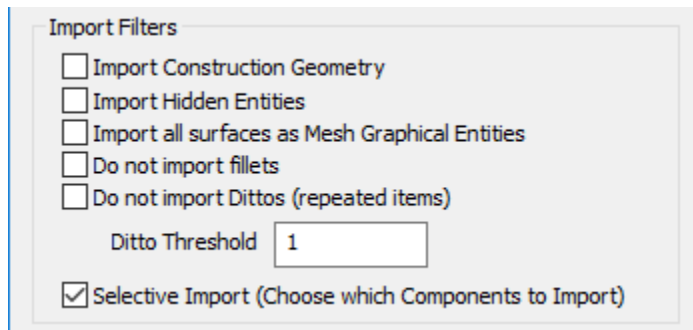 Import Filters
Import Construction Geometry
Import Hidden Entities
Import all surfaces as Mesh Graphical Entities
Do not import fillets
Do not import Dittos (repeated items)
Ditto Threshold 1
Selective Import (Choose which Components to Import)